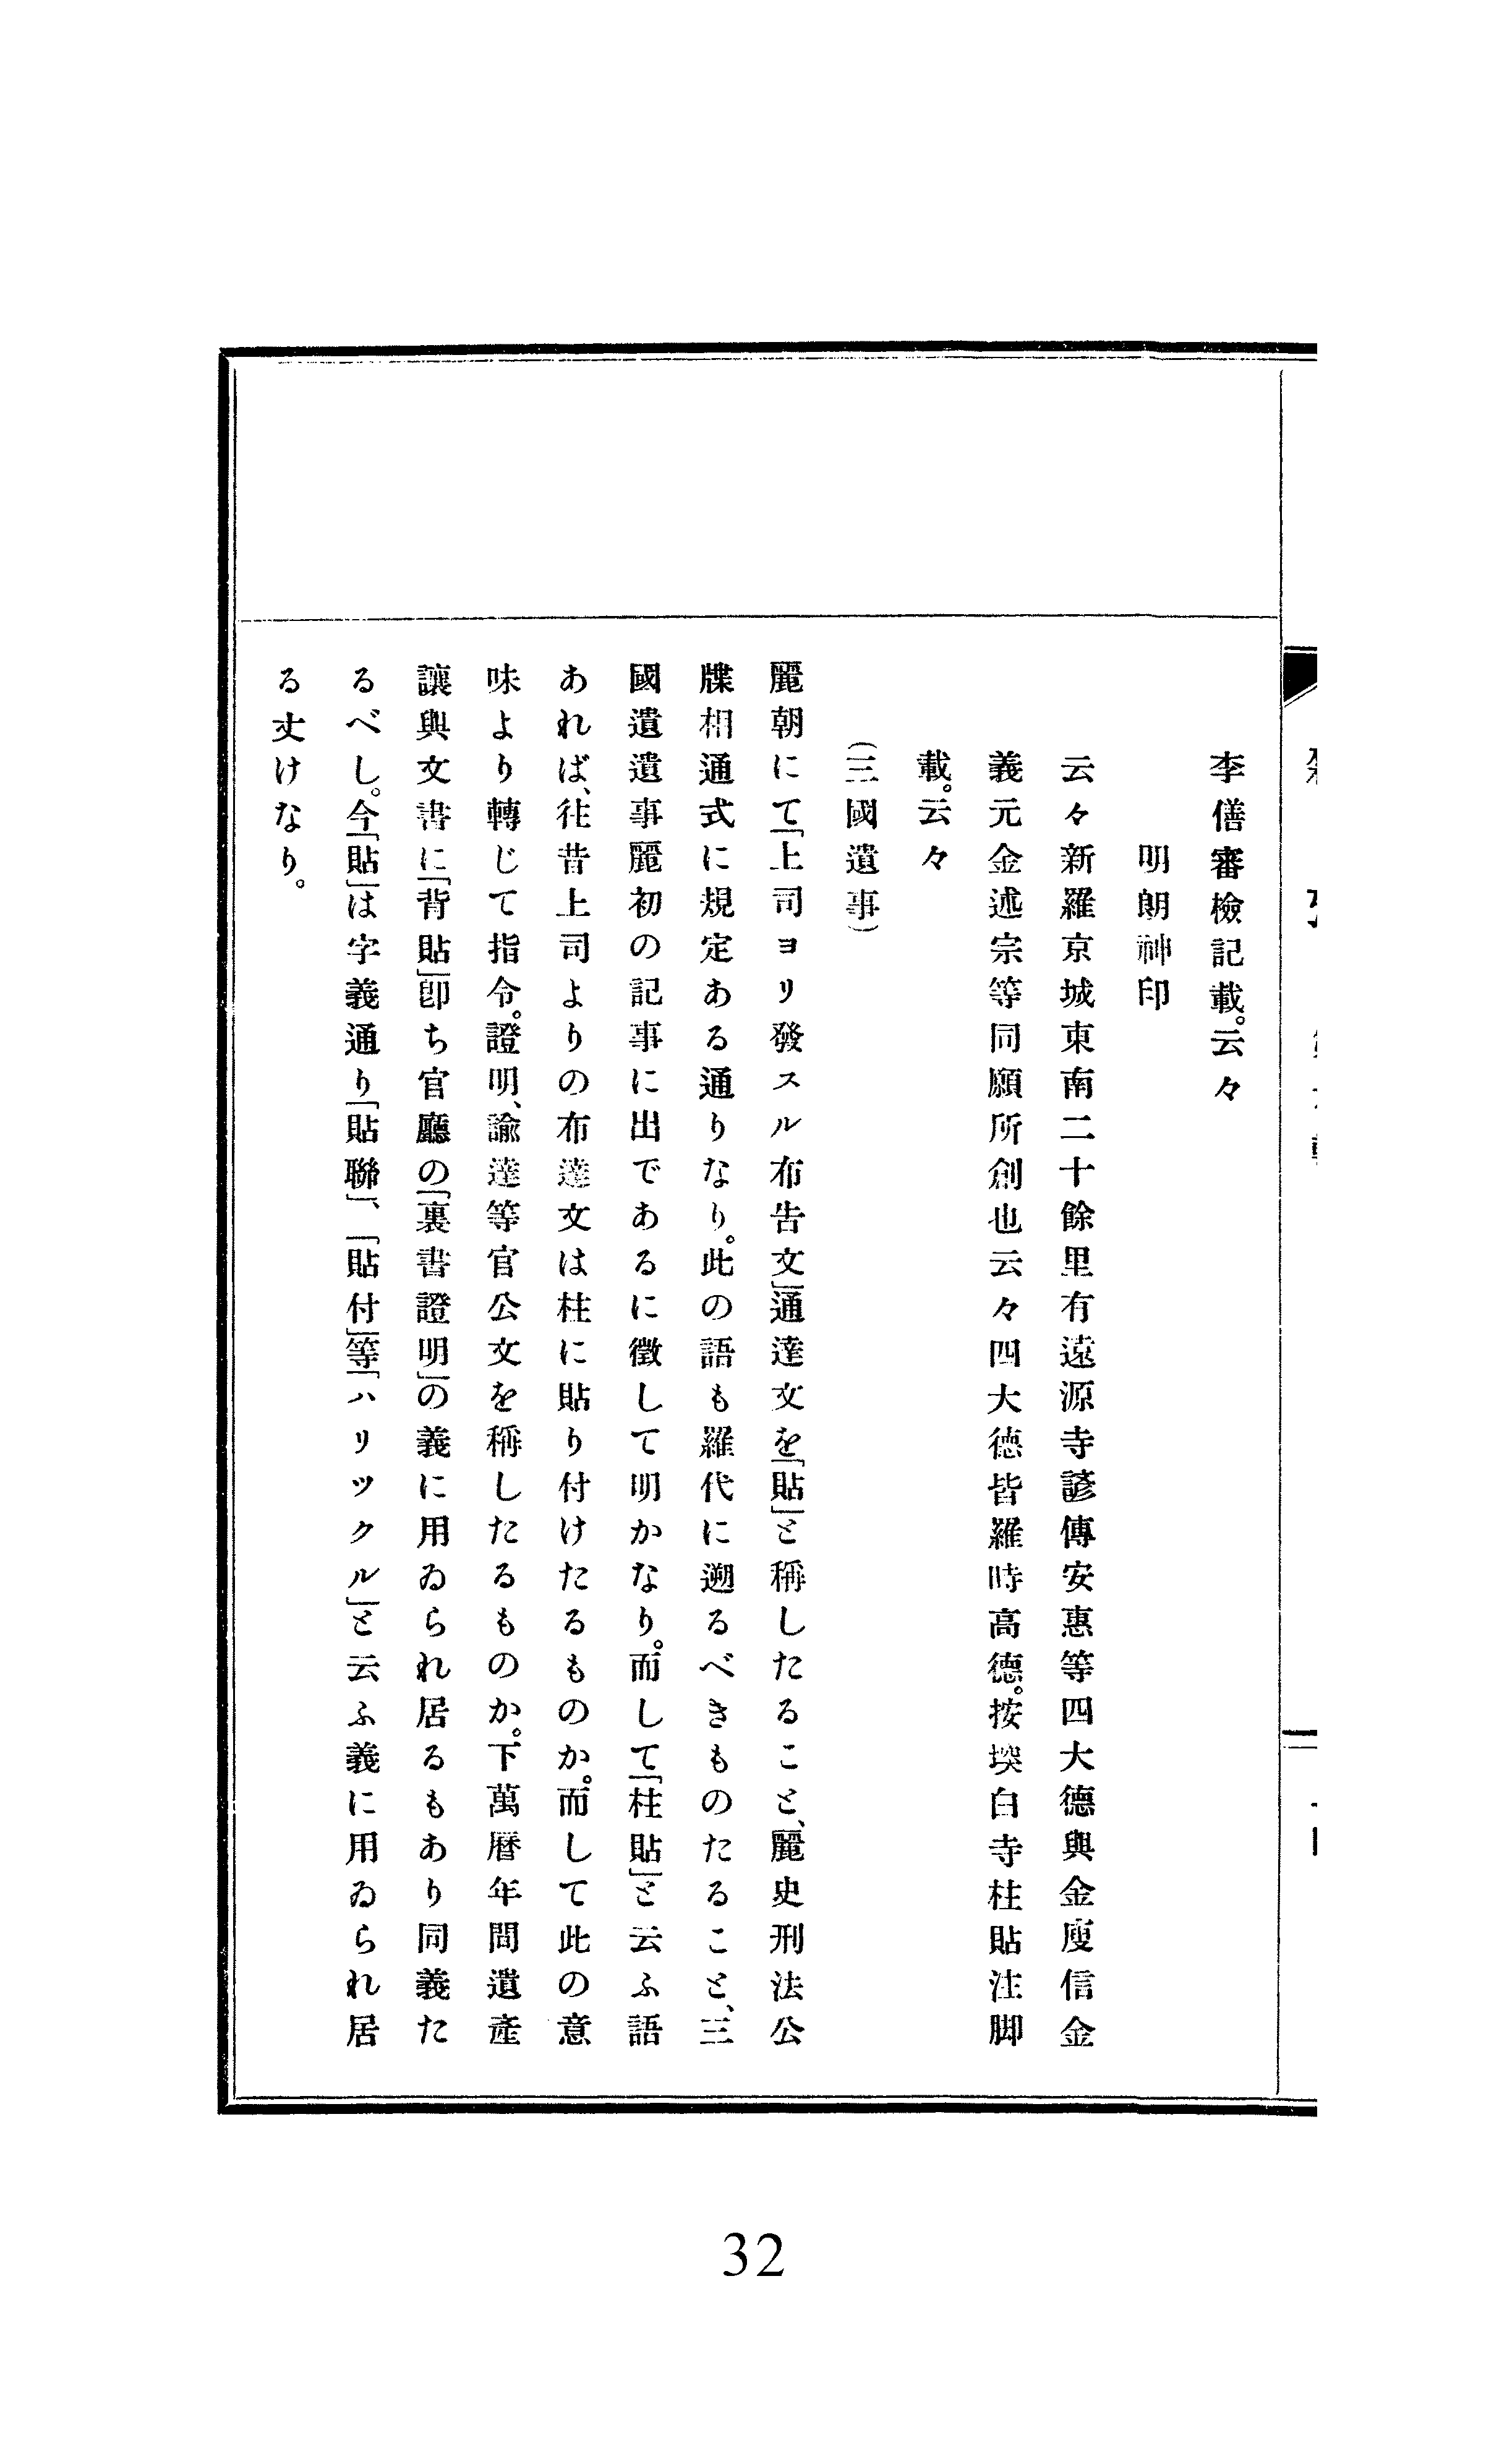 李僐審檢記載。云々
明朗神印
云々新羅京城東南二十餘里有遠源寺諺傳安惠等四大德與金庾信金
義元金述宗等同願所創也云々四大德皆羅時高德。按埃白寺柱貼注脚
載。云々
(三國遺事)
麗朝にて「上司ヨリ發スル布告文」通達文を「貼」と稱したること、麗史刑法公
牒相通式に規定ある通りなり。此の語も羅代に遡るべきものたること、三
國遺遺事麗初の記事に出であるに徵して明かなり。而して「柱貼」と云ふ語
あれば、徃昔上司よりの布達文は柱に貼り付けたるものか。而して此の意
味より轉じて指令。證明、諭達等官公文を稱したるものか。下萬曆年間遺產
讓與文書に「背貼」卽ち官廳の「裏書證明」の義に用ゐられ居るもあり同義た
るべし。今「貼」は字義通り「貼聯」、「貼付」等「ハリツクル」と云ふ義に用ゐられ居
る丈けなり。
32